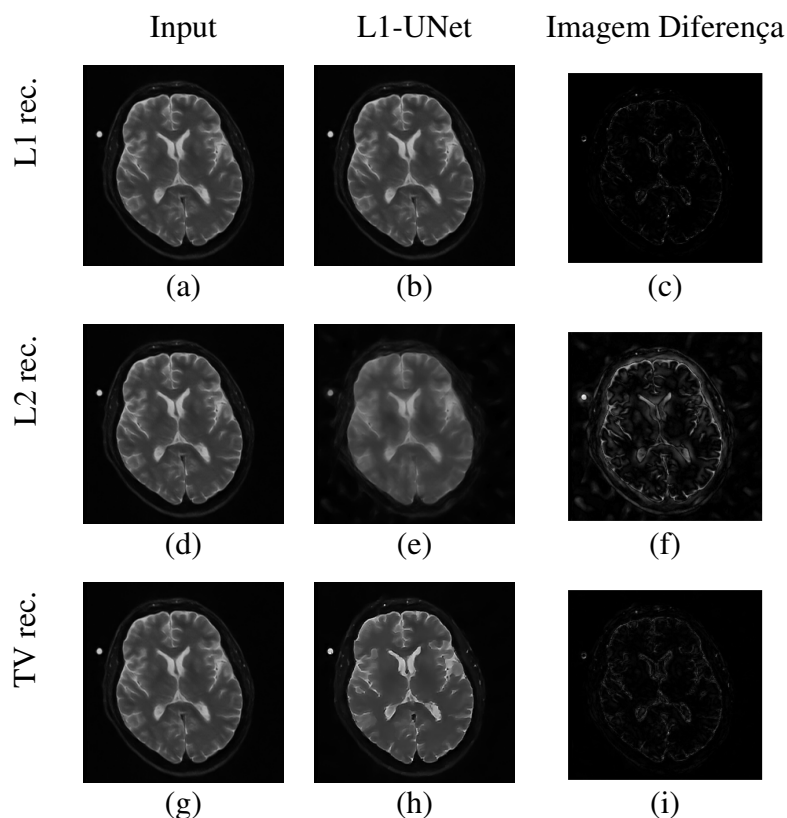 Input L1-UNet Imagem Diferença
L1 rec.
(a) (b) (c)
L2 rec.
(d) (e) (f)
TV rec.
(g) (h) (i)